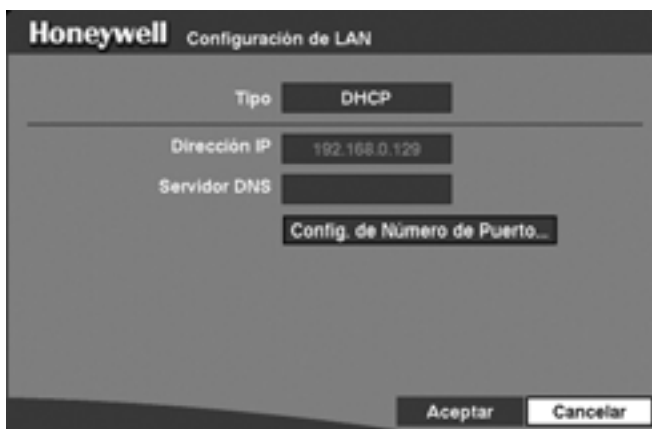 Honeywell Configuración de LAN
Tipo DHCP
Dirección IP 192.168.0.129
Servidor DNS
Config. de Número de Puerto...
Aceptar Cancelar